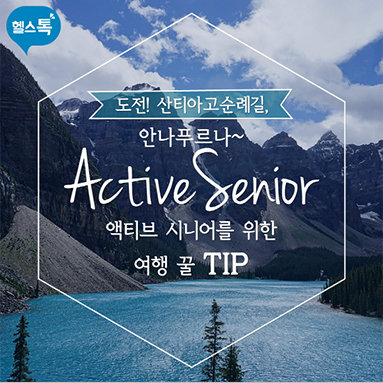 헬스톡
도전! 산티아고순례길,
안나푸르나~
Active Senior
액티브 시니어를 위한
여행 꿀 TIP